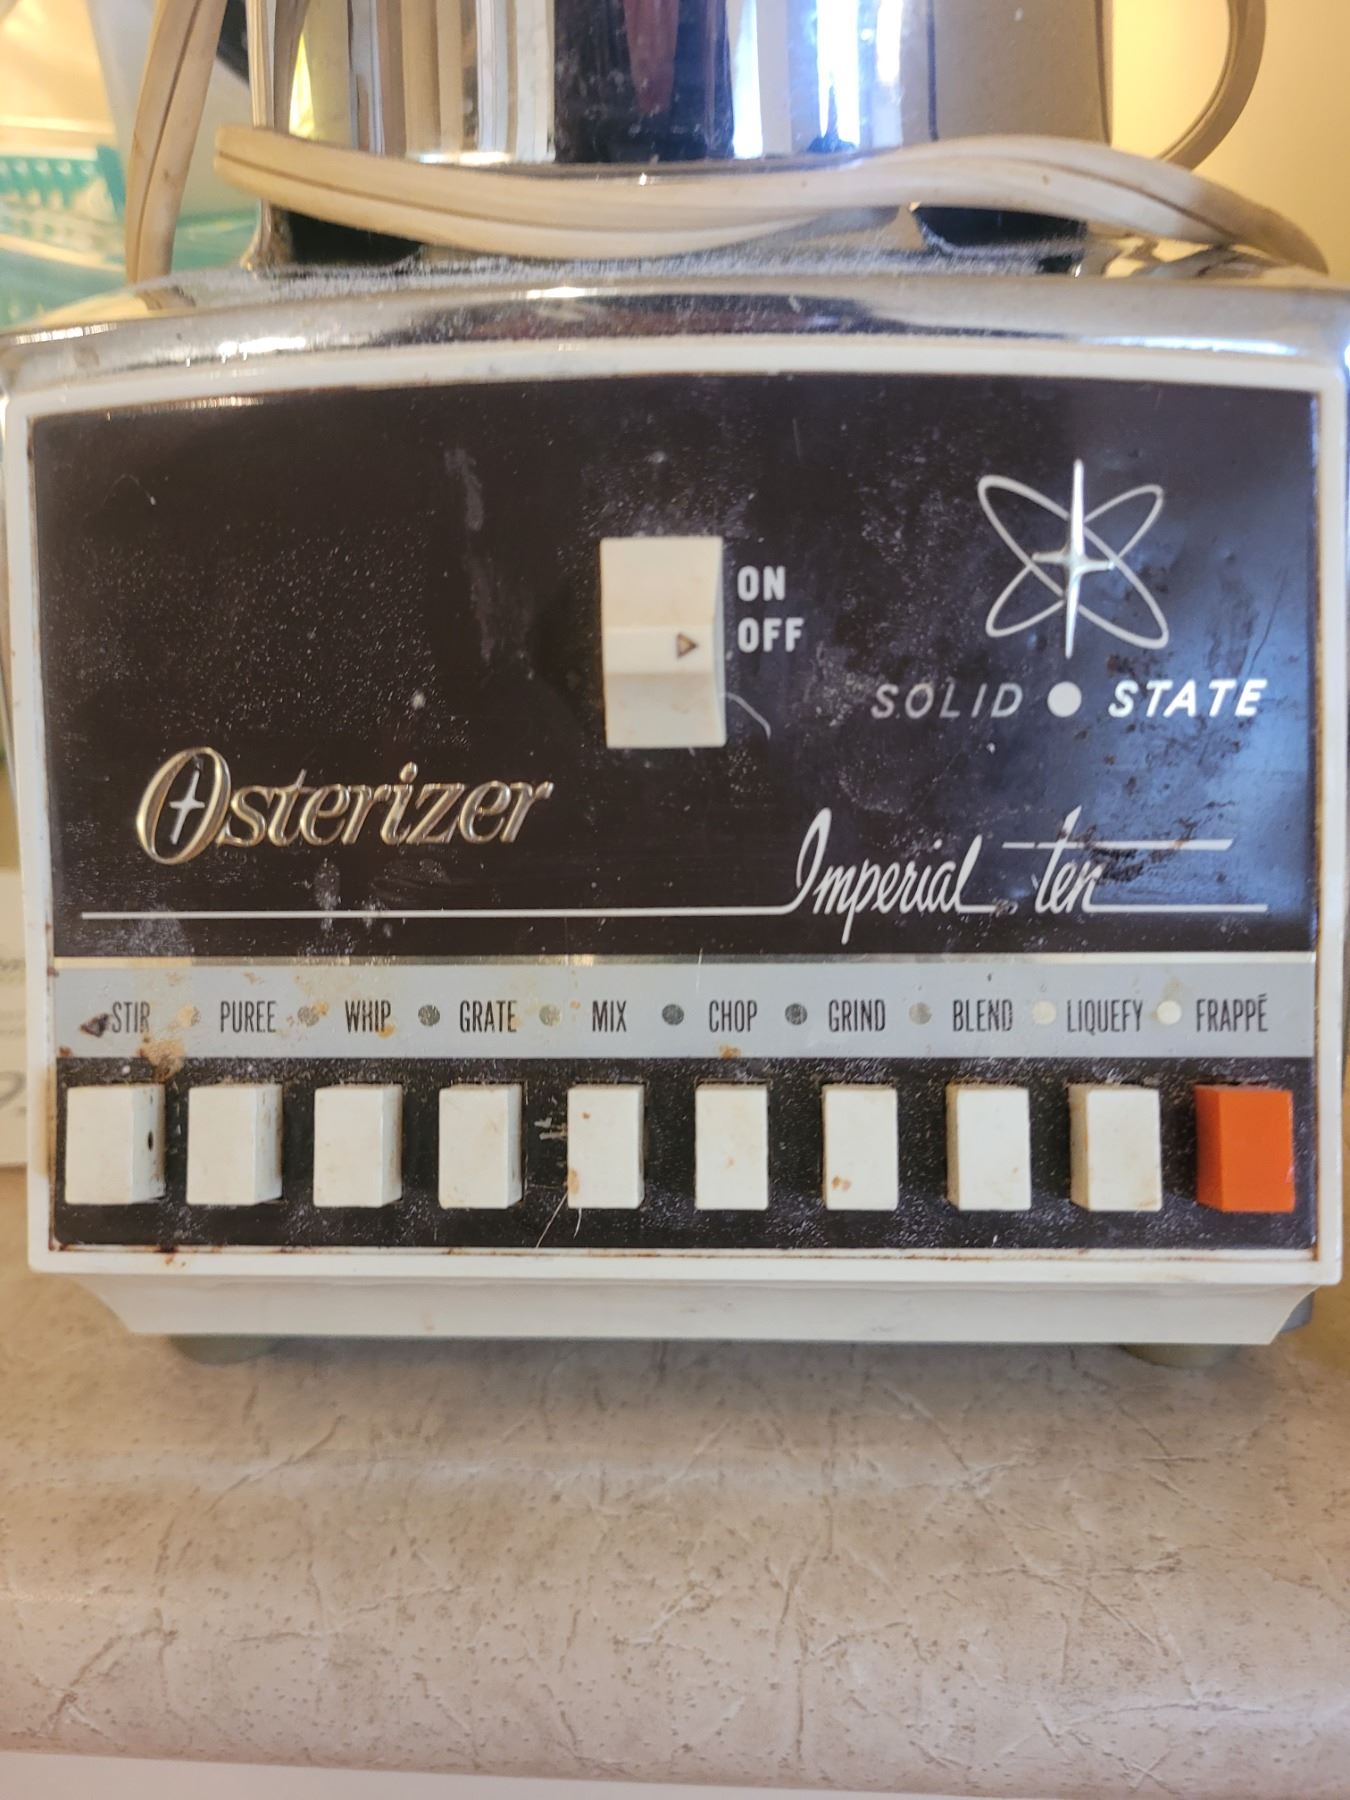 ON
OFF
SOLID STATE
Osterizer
Imperial ten
STIR PUREE WHIP GRATE MIX CHOP GRIND BLEND LIQUEFY FRAPPÉ